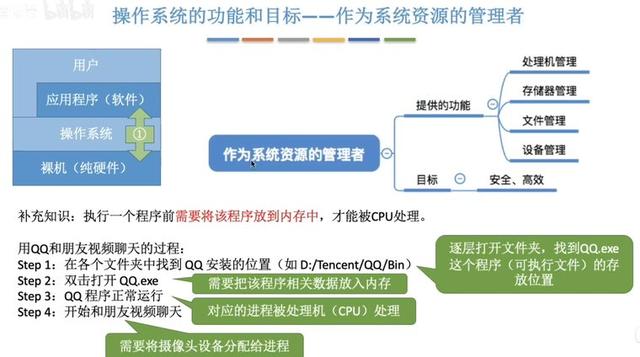 操作系统的功能和目标——作为系统资源的管理者
用户
应用程序（软件）
操作系统
①
裸机（纯硬件）
作为系统资源的管理者
提供的功能
处理机管理
存储器管理
文件管理
设备管理
目标
安全、高效
补充知识：执行一个程序前需要将该程序放到内存中，才能被CPU处理。
用QQ和朋友视频聊天的过程：
Step 1：在各个文件夹中找到 QQ 安装的位置（如 D:/Tencent/QQ/Bin）
逐层打开文件夹，找到QQ.exe
这个程序（可执行文件）的存
放位置
Step 2：双击打开 QQ.exe
需要把该程序相关数据放入内存
Step 3：QQ 程序正常运行
对应的进程被处理机（CPU）处理
Step 4：开始和朋友视频聊天
需要将摄像头设备分配给进程